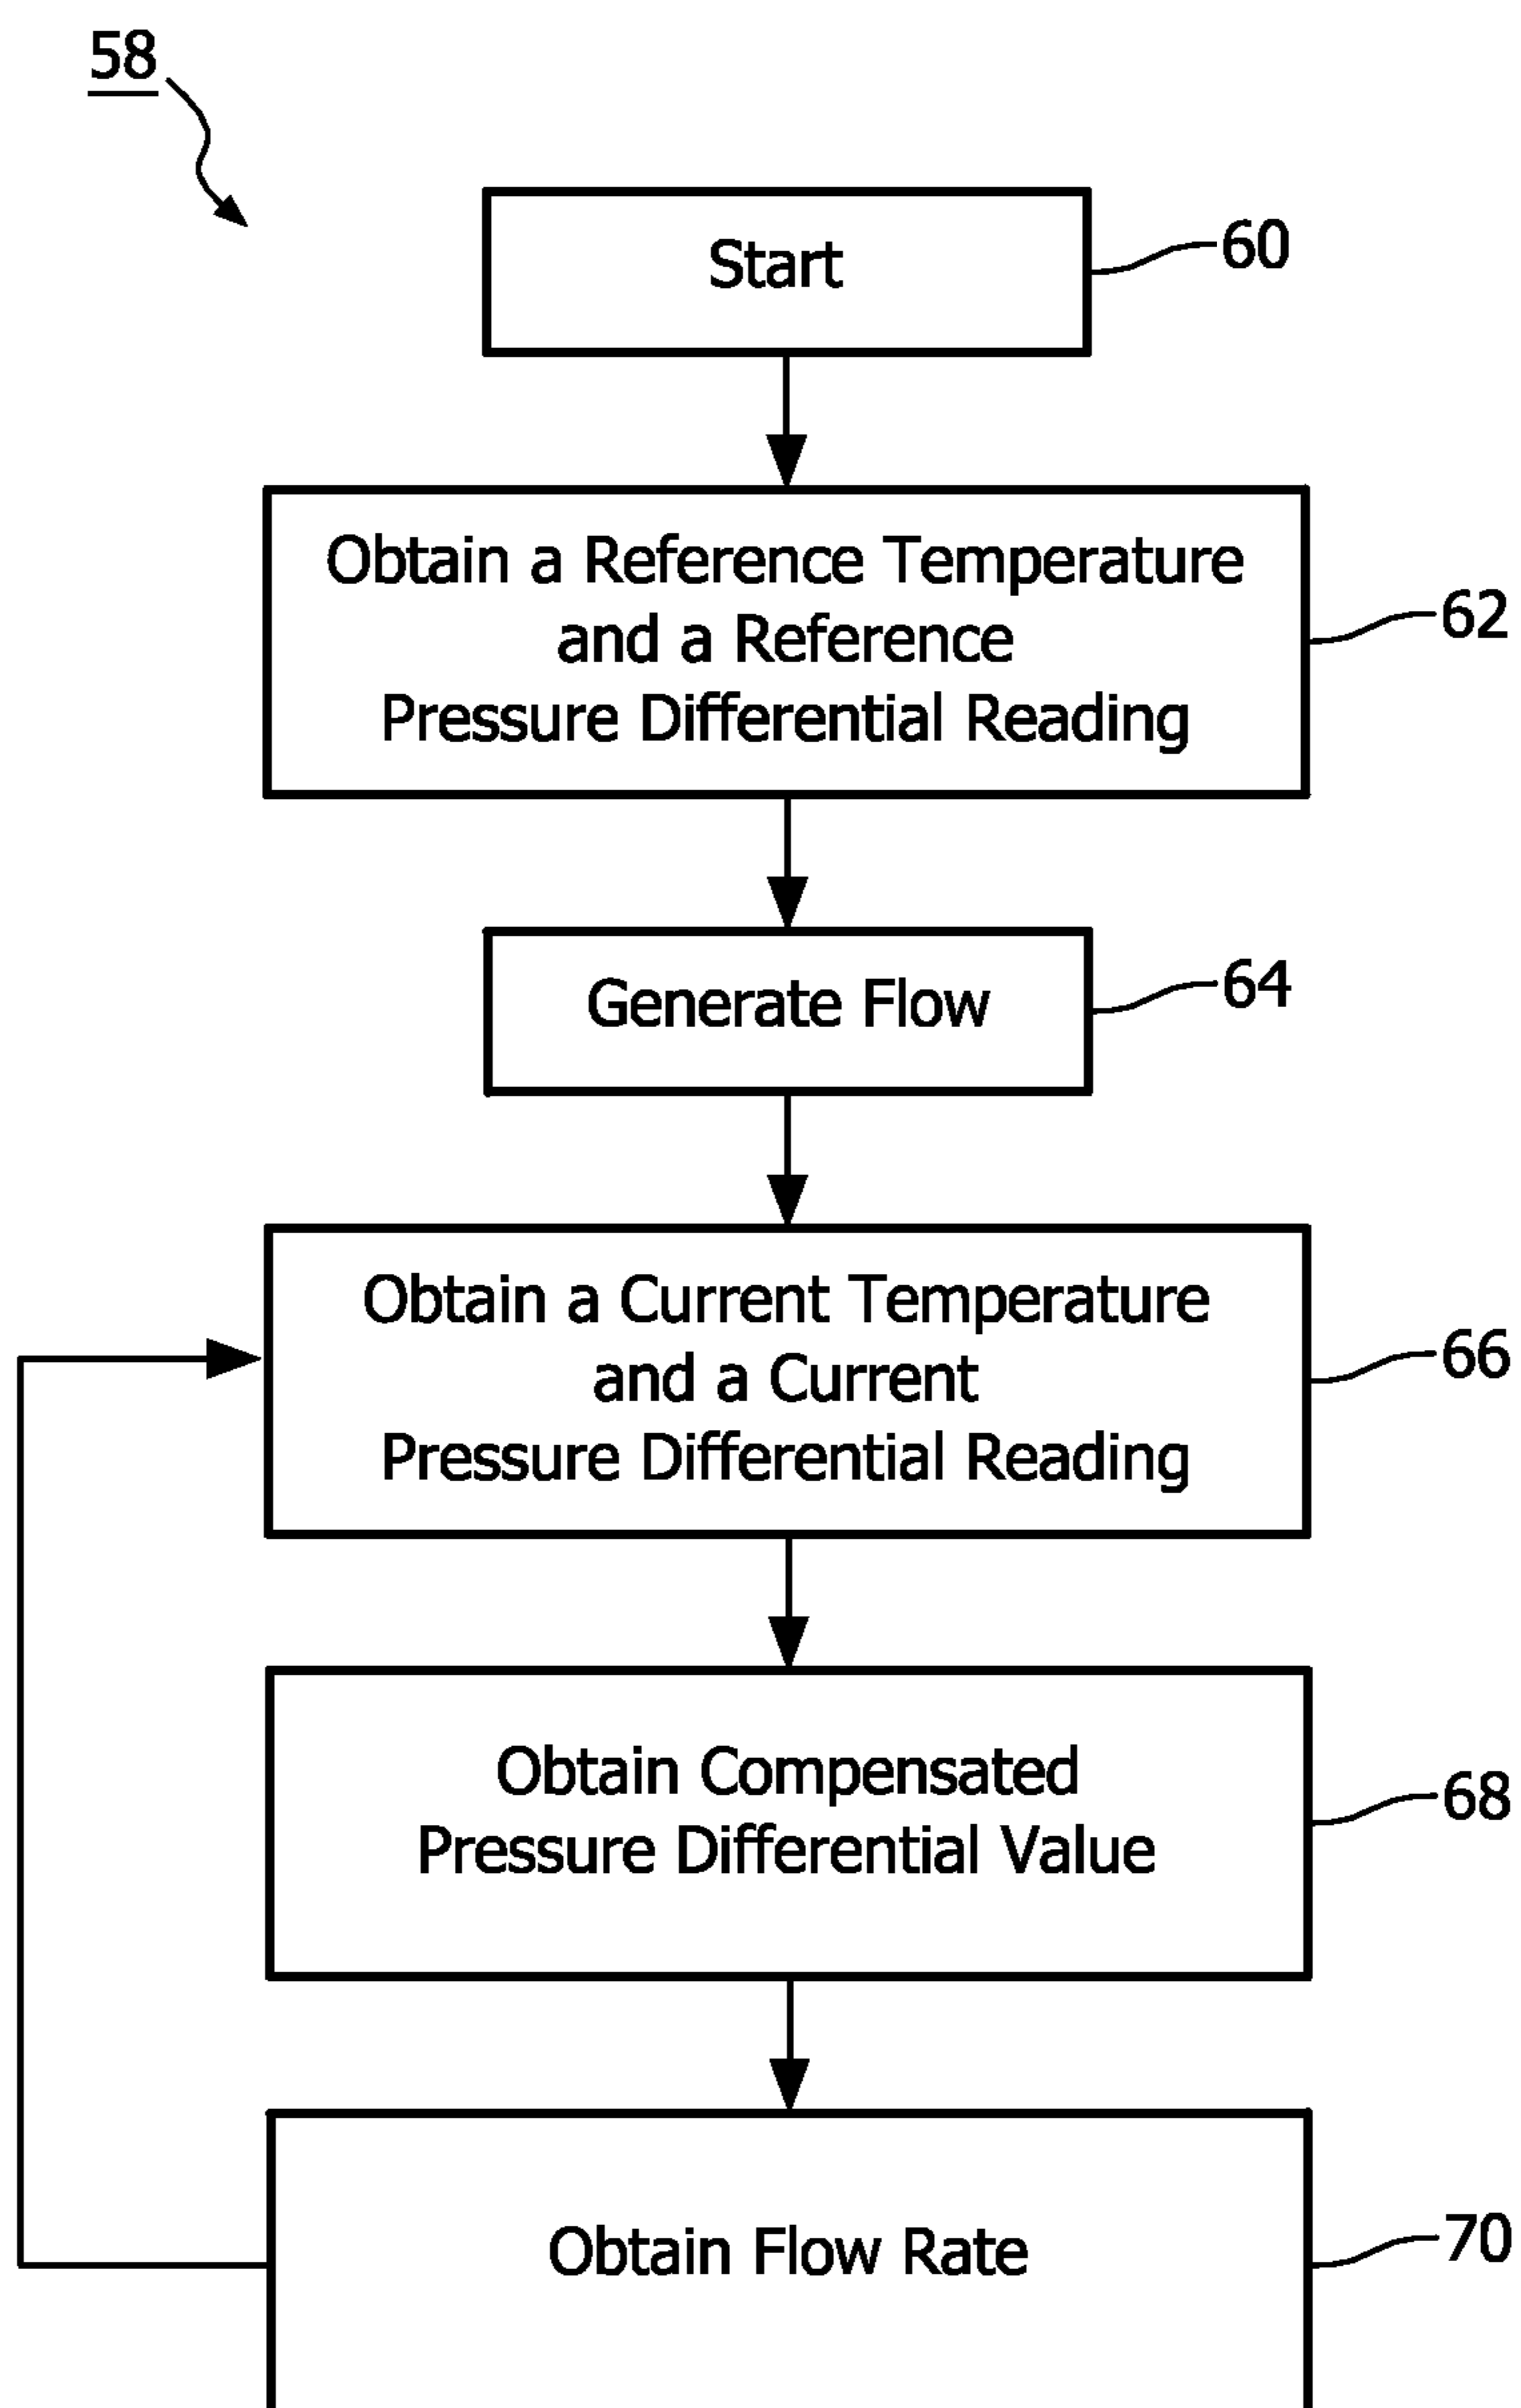 58
Start
60
Obtain a Reference Temperature
and a Reference
Pressure Differential Reading
62
Generate Flow
64
Obtain a Current Temperature
and a Current
Pressure Differential Reading
66
Obtain Compensated
Pressure Differential Value
68
Obtain Flow Rate
70